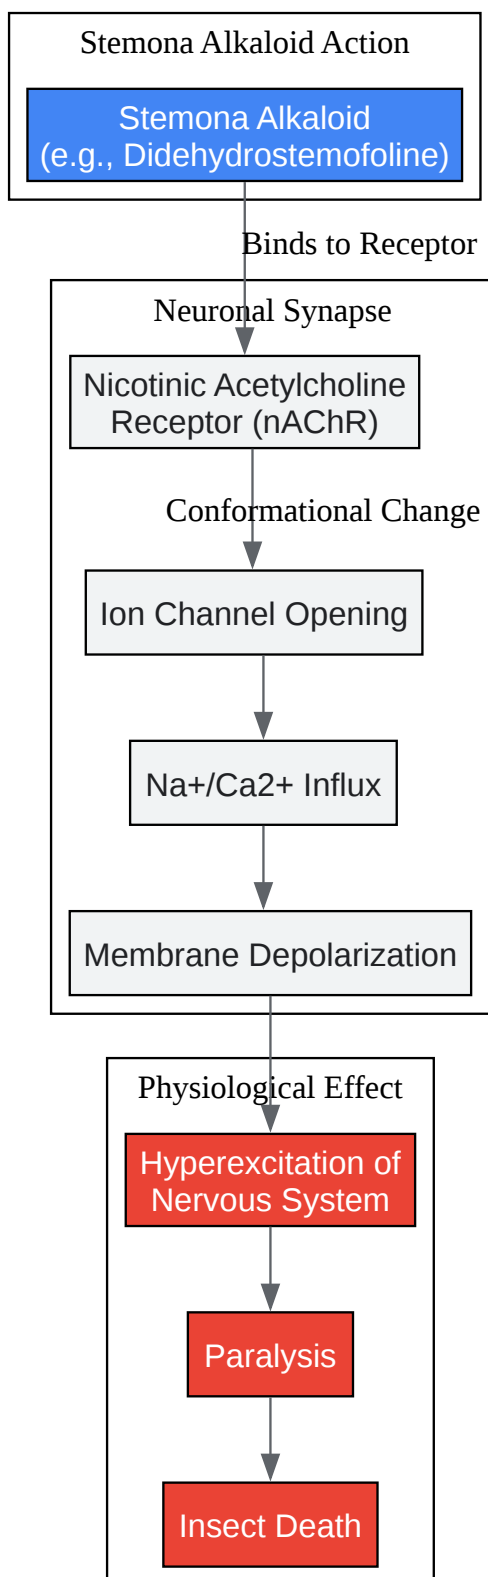 Stemona Alkaloid Action
Stemona Alkaloid
(e.g., Didehydrostemofoline)
Binds to Receptor
Neuronal Synapse
Nicotinic Acetylcholine
Receptor (nAChR)
Conformational Change
Ion Channel Opening
Na+/Ca2+ Influx
Membrane Depolarization
Physiological Effect
Hyperexcitation of
Nervous System
Paralysis
Insect Death